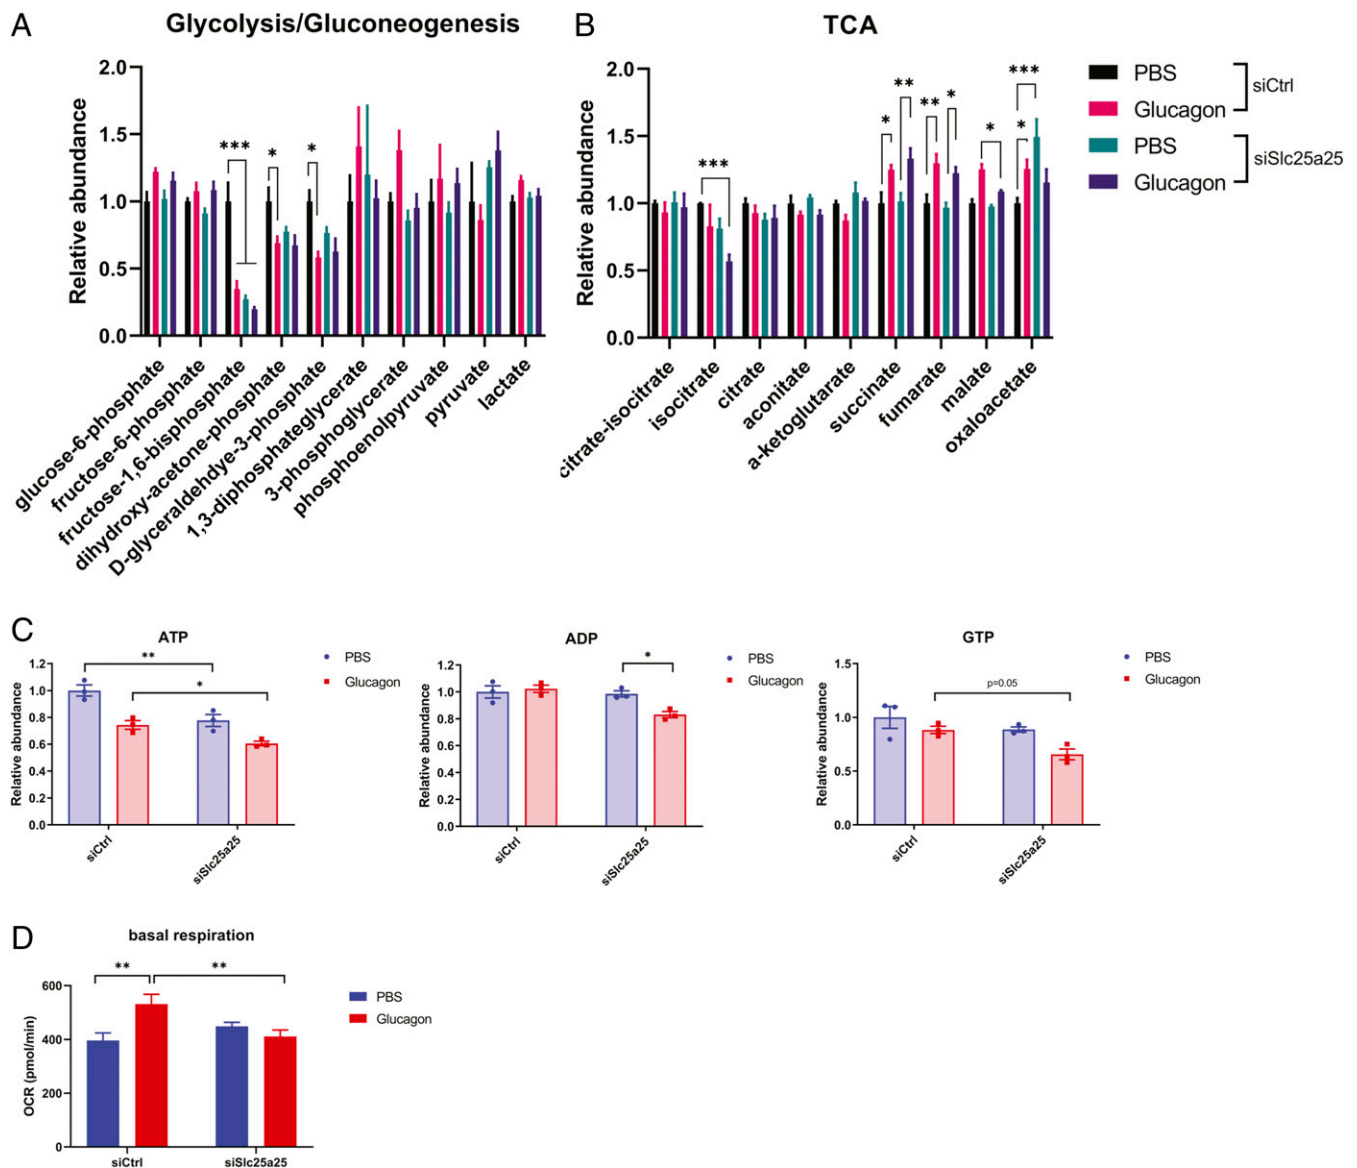 A
Glycolysis/Gluconeogenesis
Relative abundance
2.0
1.5
1.0
0.5
0.0
***
*
*
glucose-6-phosphate
fructose-6-phosphate
fructose-1,6-bisphosphate
dihydroxy-acetone-phosphate
D-glyceraldehdye-3-phosphate
1,3-diphosphateglycerate
3-phosphoglycerate
phosphoenolpyruvate
pyruvate
lactate
B
TCA
Relative abundance
2.0
1.5
1.0
0.5
0.0
***
*
**
**
*
*
***
*
citrate-isocitrate
isocitrate
citrate
aconitate
a-ketoglutarate
succinate
fumarate
malate
oxaloacetate
PBS
Glucagon
siCtrl
PBS
Glucagon
siSlc25a25
C
ATP
Relative abundance
1.2
1.0
0.8
0.6
0.4
0.2
0.0
**
*
siCtrl
siSlc25a25
PBS
Glucagon
ADP
Relative abundance
1.2
1.0
0.8
0.6
0.4
0.2
0.0
*
siCtrl
siSlc25a25
PBS
Glucagon
GTP
Relative abundance
1.5
1.0
0.5
0.0
p=0.05
siCtrl
siSlc25a25
PBS
Glucagon
D
basal respiration
OCR (pmol/min)
600
400
200
0
**
**
siCtrl
siSlc25a25
PBS
Glucagon